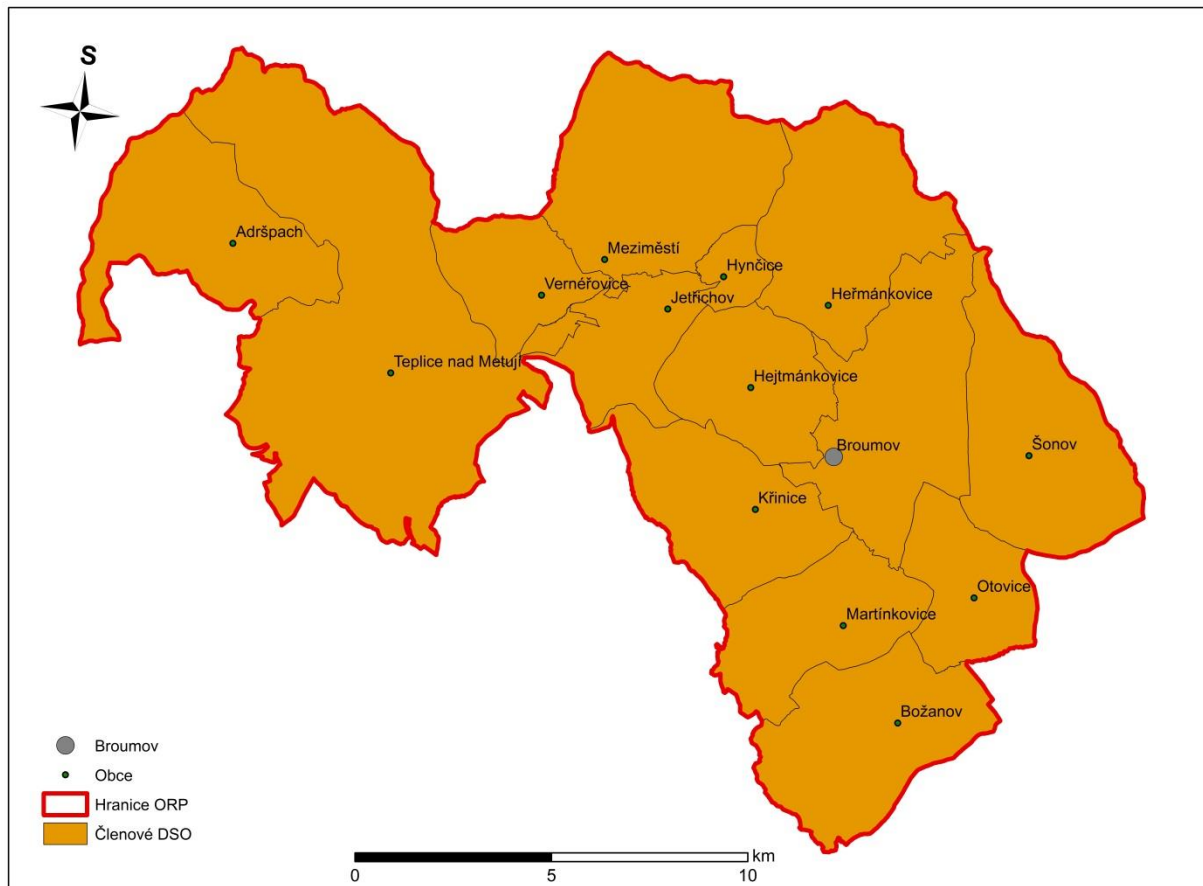 S
Adršpach
Meziměstí
Hynčice
Vernéřovice
Jetřichov
Heřmánkovice
Teplice nad Metují
Hejtmánkovice
Broumov
Šonov
Křinice
Otovice
Martínkovice
Božanov
Broumov
Obce
Hranice ORP
Členové DSO
km
0
5
10